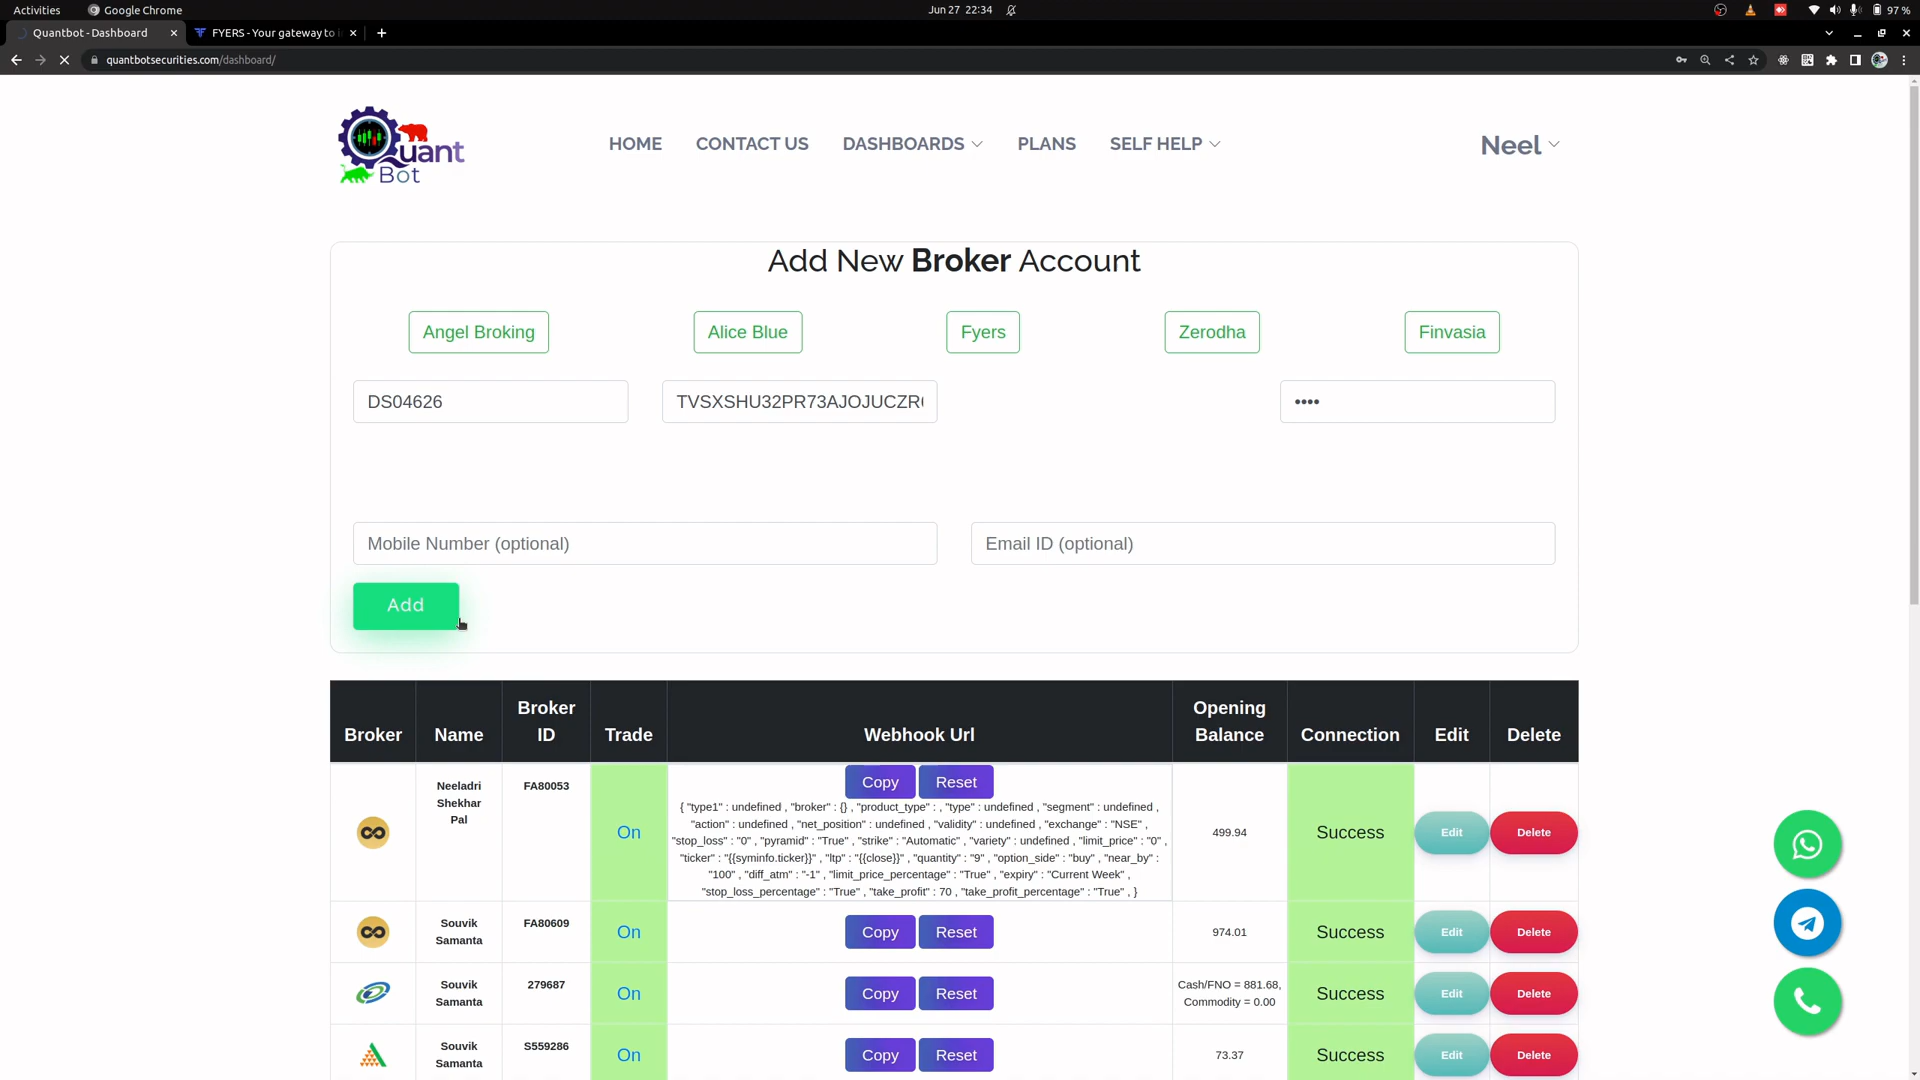 Activities
Google Chrome
Jun 27 22:34
97 %
Quantbot - Dashboard
FYERS - Your gateway to i
quantbotsecurities.com/dashboard/
Quant
Bot
HOME
CONTACT US
DASHBOARDS
PLANS
SELF HELP
Neel
Add New Broker Account
Angel Broking
Alice Blue
Fyers
Zerodha
Finvasia
DS04626
TVSXSHU32PR73AJOJUCZR
Mobile Number (optional)
Email ID (optional)
Add
Broker
Name
Broker
ID
Trade
Webhook Url
Opening
Balance
Connection
Edit
Delete
Neeladri
Shekhar
Pal
FA80053
On
Copy
Reset
{ "type1" : undefined , "broker" : {} , "product_type" : , "type" : undefined , "segment" : undefined ,
"action" : undefined , "net_position" : undefined , "validity" : undefined , "exchange" : "NSE" ,
"stop_loss" : "0" , "pyramid" : "True" , "strike" : "Automatic" , "variety" : undefined , "limit_price" : "0" ,
"ticker" : "{{syminfo.ticker}}" , "ltp" : "{{close}}" , "quantity" : "9" , "option_side" : "buy" , "near_by" :
"100" , "diff_atm" : "-1" , "limit_price_percentage" : "True" , "expiry" : "Current Week" ,
"stop_loss_percentage" : "True" , "take_profit" : 70 , "take_profit_percentage" : "True" , }
499.94
Success
Edit
Delete
Souvik
Samanta
FA80609
On
Copy
Reset
974.01
Success
Edit
Delete
Souvik
Samanta
279687
On
Copy
Reset
Cash/FNO = 881.68,
Commodity = 0.00
Success
Edit
Delete
Souvik
Samanta
S559286
On
Copy
Reset
73.37
Success
Edit
Delete